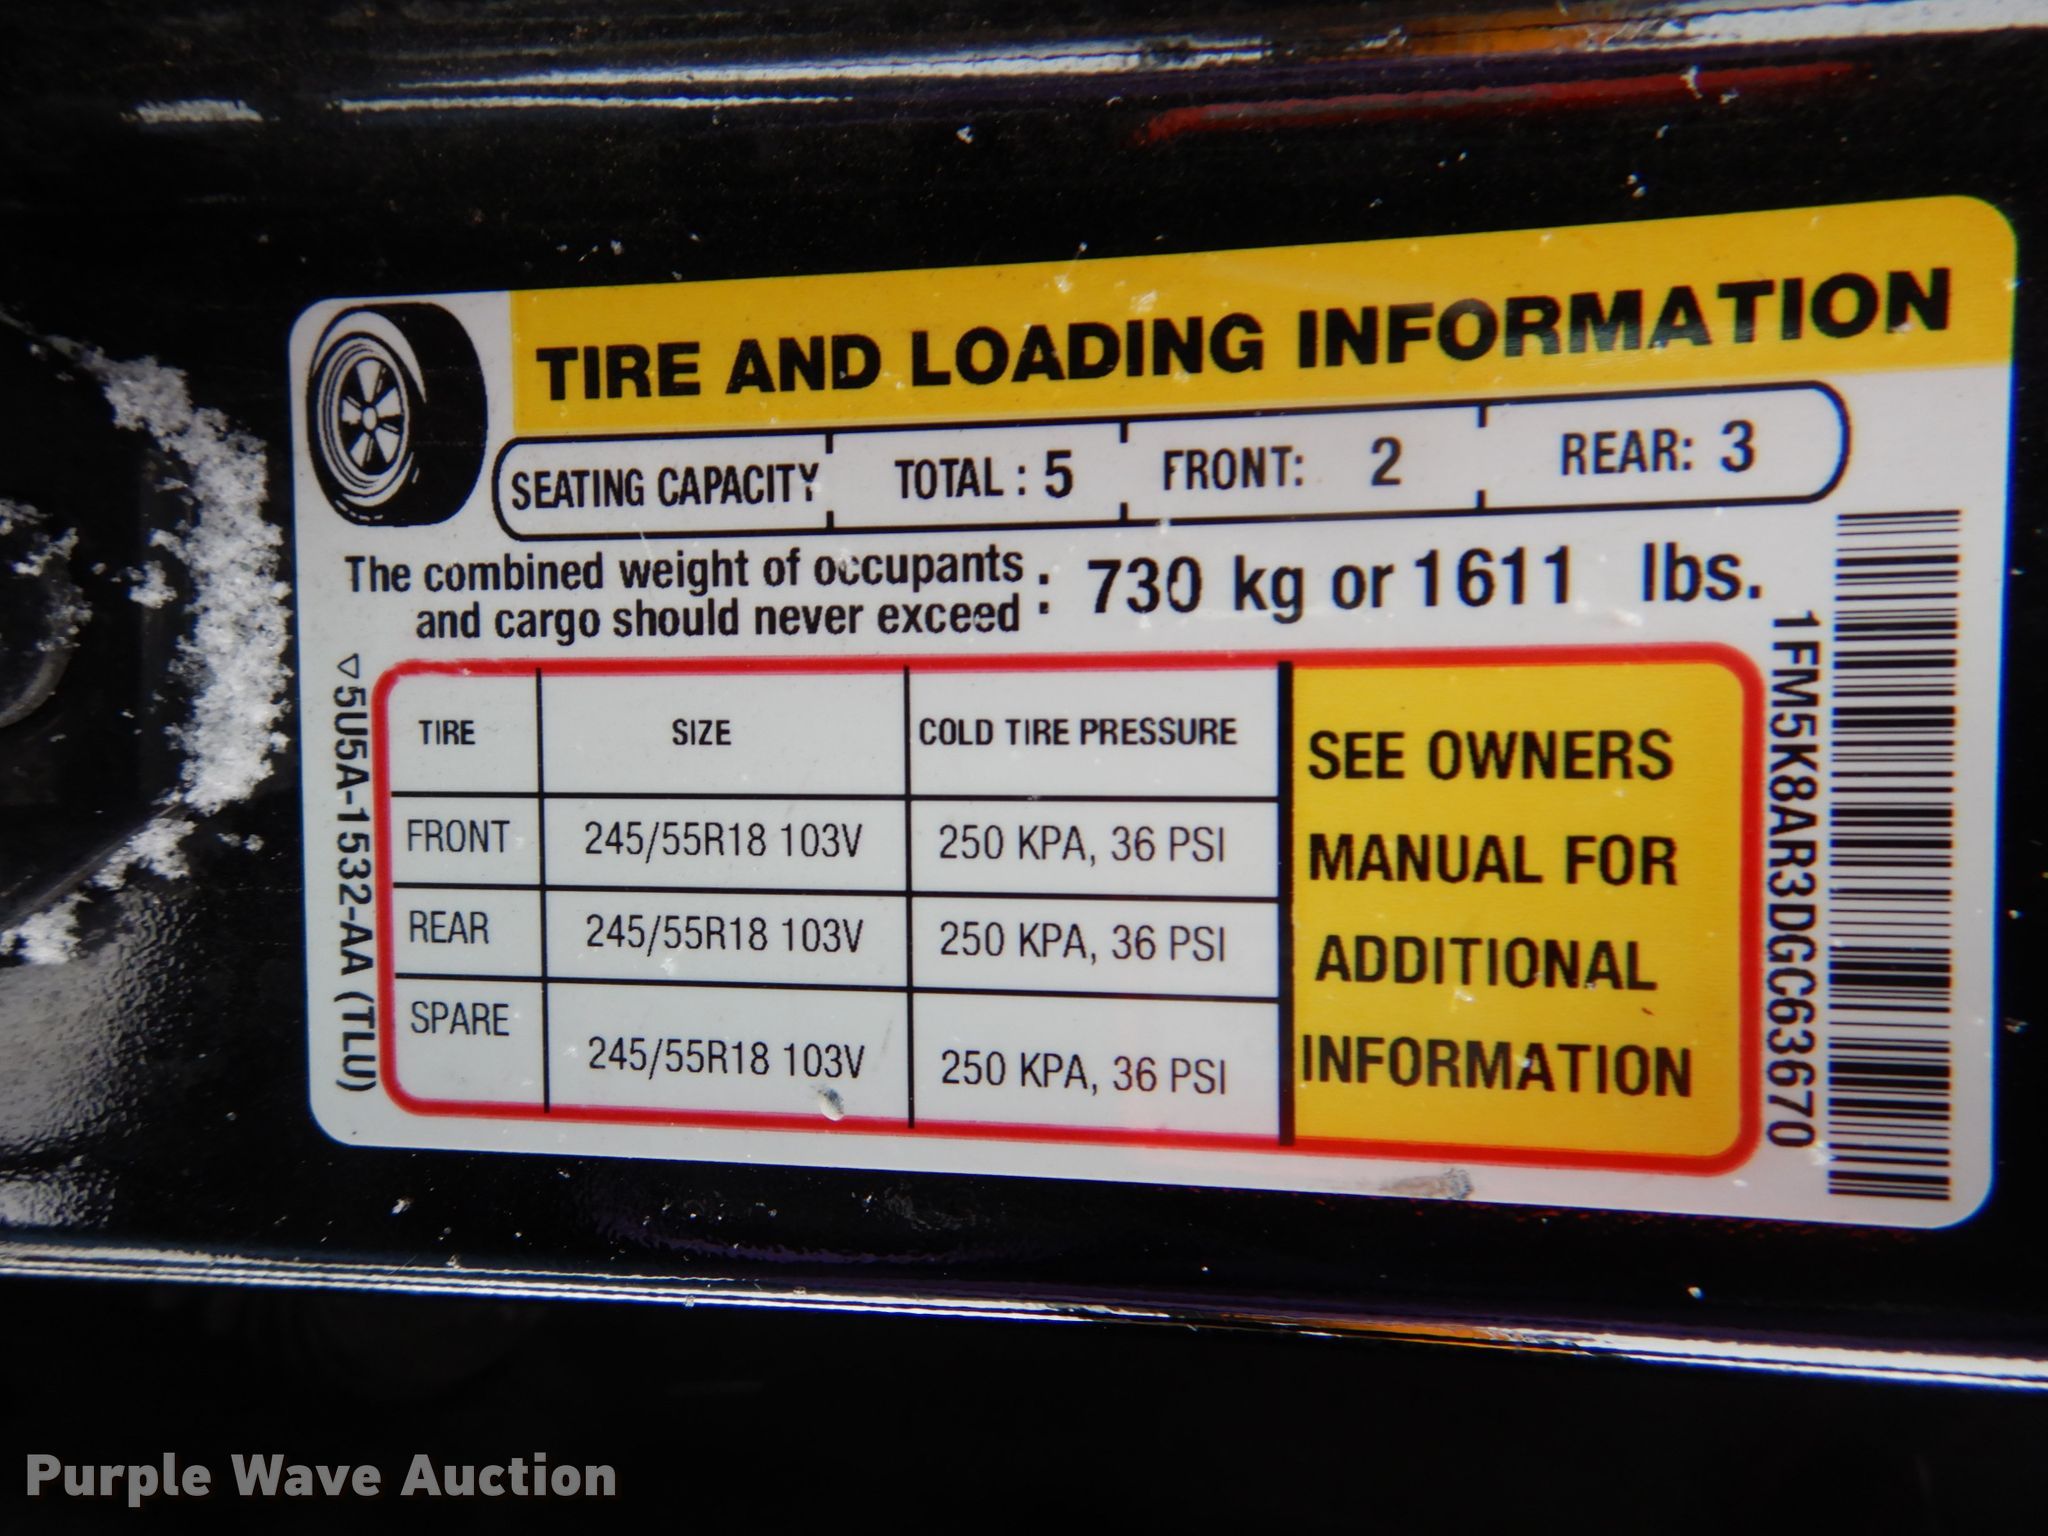 TIRE AND LOADING INFORMATION
SEATING CAPACITY TOTAL : 5 FRONT: 2 REAR: 3
The combined weight of occupants
and cargo should never exceed : 730 kg or 1611 lbs.
TIRE SIZE COLD TIRE PRESSURE
FRONT 245/55R18 103V 250 KPA, 36 PSI
REAR 245/55R18 103V 250 KPA, 36 PSI
SPARE 245/55R18 103V 250 KPA, 36 PSI
SEE OWNERS
MANUAL FOR
ADDITIONAL
INFORMATION
▽5U5A-1532-AA (TLU)
1FM5K8AR3DGC63670
Purple Wave Auction